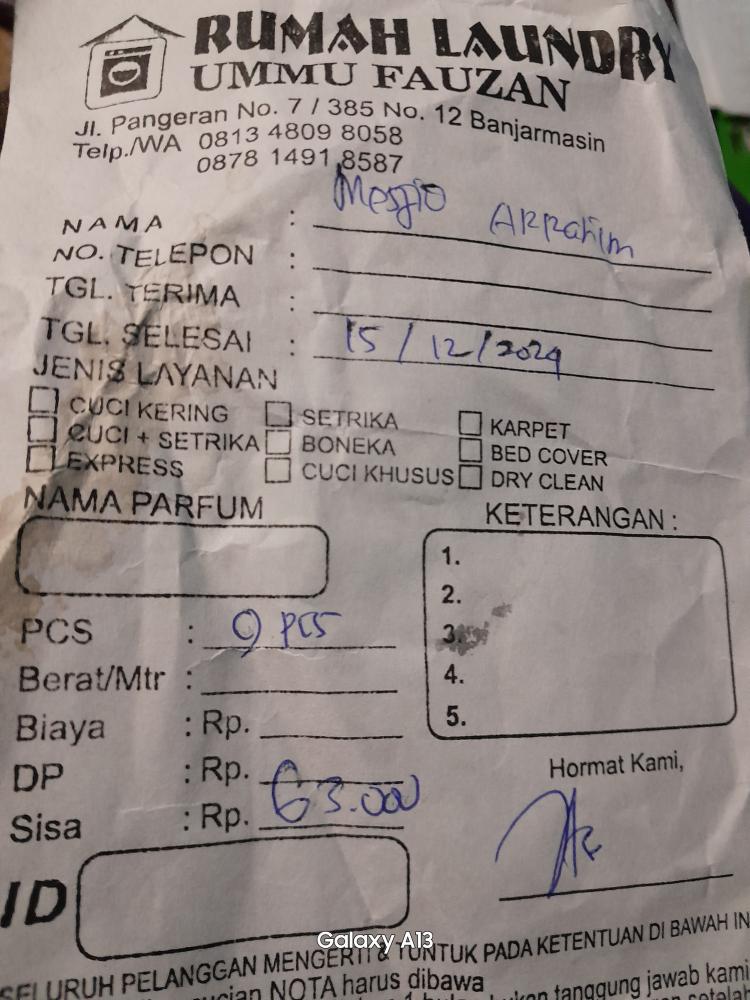 RUMAH LAUNDRY
UMMU FAUZAN
Jl. Pangeran No. 7 / 385 No. 12 Banjarmasin
Telp./WA 0813 4809 8058
0878 1491 8587
NAMA : Mesjid Arrahim
NO. TELEPON :
TGL. TERIMA :
TGL. SELESAI : 15/12/2024
JENIS LAYANAN
CUCI KERING SETRIKA KARPET
CUCI + SETRIKA BONEKA BED COVER
EXPRESS CUCI KHUSUS DRY CLEAN
NAMA PARFUM
KETERANGAN :
1.
2.
3.
4.
5.
PCS : 9 PCS
Berat/Mtr :
Biaya : Rp.
DP : Rp.
Sisa : Rp. 63.000
Hormat Kami,
ID
Galaxy A13
SELURUH PELANGGAN MENGERTI & TUNTUK PADA KETENTUAN DI BAWAH IN
NOTA harus dibawa
tanggung jawab kami